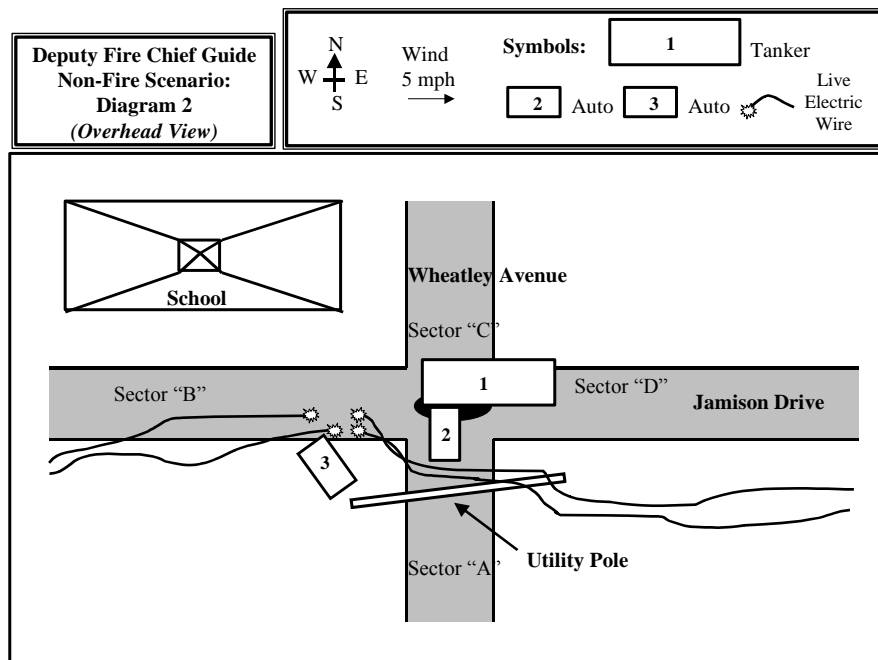 Deputy Fire Chief Guide
Non-Fire Scenario:
Diagram 2
(Overhead View)
N
W E
S
Wind
5 mph
Symbols:
1
Tanker
2
Auto
3
Auto
Live
Electric
Wire
School
Wheatley Avenue
Sector “C”
Sector “B”
1
Sector “D”
Jamison Drive
2
3
Utility Pole
Sector “A”